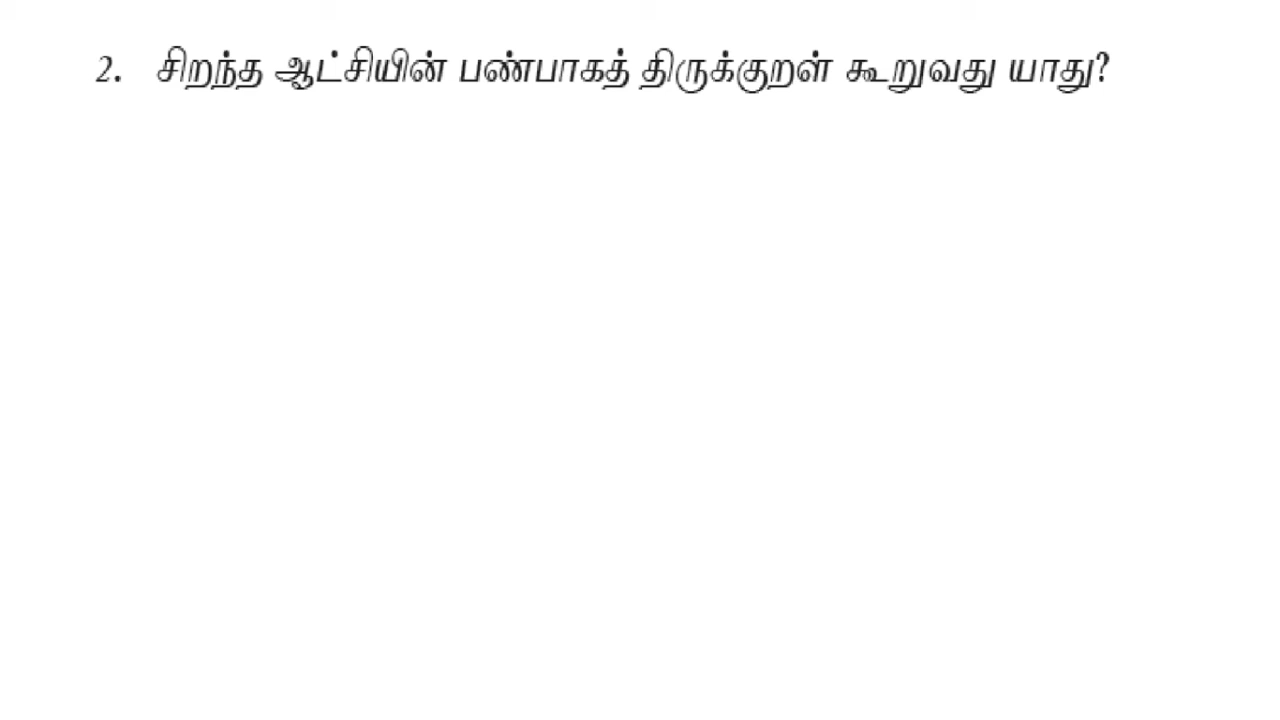 2. சிறந்த ஆட்சியின் பண்பாகத் திருக்குறள் கூறுவது யாது?